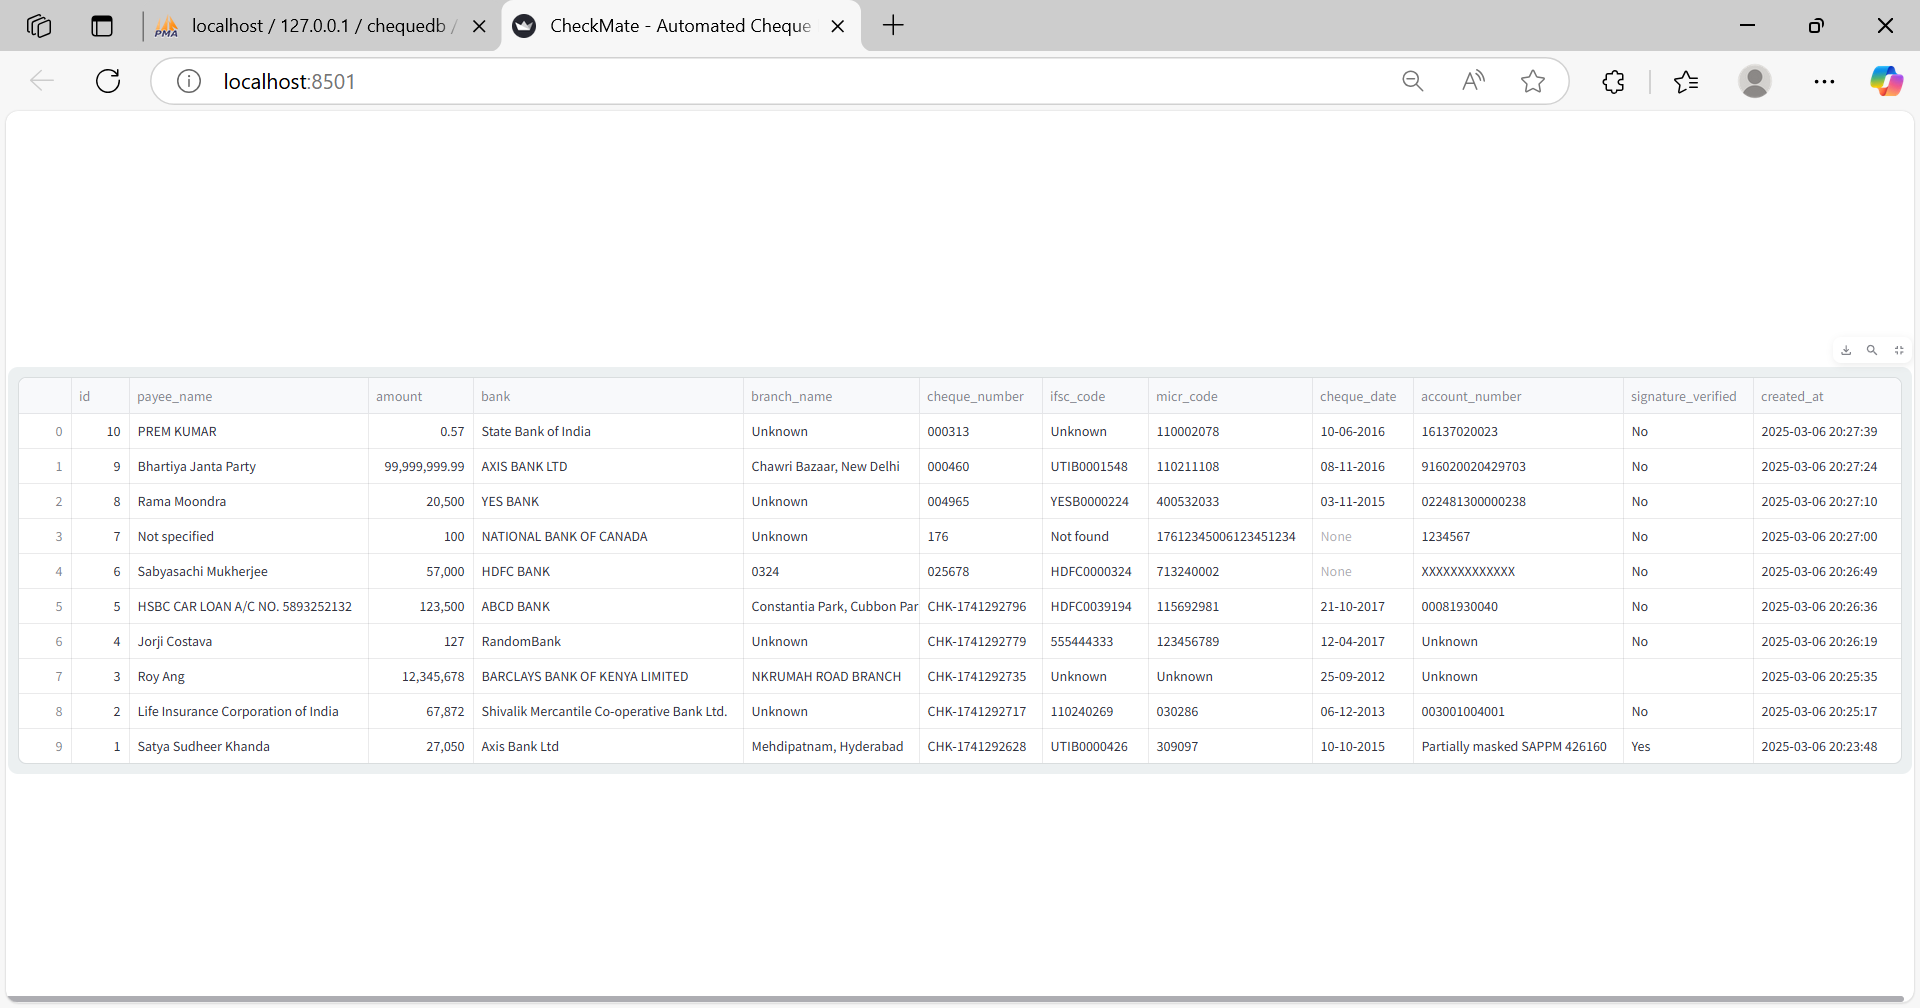 localhost / 127.0.0.1 / chequedb /
CheckMate - Automated Cheque
localhost:8501
id payee_name amount bank branch_name cheque_number ifsc_code micr_code cheque_date account_number signature_verified created_at
0 10 PREM KUMAR 0.57 State Bank of India Unknown 000313 Unknown 110002078 10-06-2016 16137020023 No 2025-03-06 20:27:39
1 9 Bhartiya Janta Party 99,999,999.99 AXIS BANK LTD Chawri Bazaar, New Delhi 000460 UTIB0001548 110211108 08-11-2016 916020020429703 No 2025-03-06 20:27:24
2 8 Rama Moondra 20,500 YES BANK Unknown 004965 YESB0000224 400532033 03-11-2015 022481300000238 No 2025-03-06 20:27:10
3 7 Not specified 100 NATIONAL BANK OF CANADA Unknown 176 Not found 17612345006123451234 None 1234567 No 2025-03-06 20:27:00
4 6 Sabyasachi Mukherjee 57,000 HDFC BANK 0324 025678 HDFC0000324 713240002 None XXXXXXXXXXXXX No 2025-03-06 20:26:49
5 5 HSBC CAR LOAN A/C NO. 5893252132 123,500 ABCD BANK Constantia Park, Cubbon Par CHK-1741292796 HDFC0039194 115692981 21-10-2017 00081930040 No 2025-03-06 20:26:36
6 4 Jorji Costava 127 RandomBank Unknown CHK-1741292779 555444333 123456789 12-04-2017 Unknown No 2025-03-06 20:26:19
7 3 Roy Ang 12,345,678 BARCLAYS BANK OF KENYA LIMITED NKRUMAH ROAD BRANCH CHK-1741292735 Unknown Unknown 25-09-2012 Unknown 2025-03-06 20:25:35
8 2 Life Insurance Corporation of India 67,872 Shivalik Mercantile Co-operative Bank Ltd. Unknown CHK-1741292717 110240269 030286 06-12-2013 003001004001 No 2025-03-06 20:25:17
9 1 Satya Sudheer Khanda 27,050 Axis Bank Ltd Mehdipatnam, Hyderabad CHK-1741292628 UTIB0000426 309097 10-10-2015 Partially masked SAPPM 426160 Yes 2025-03-06 20:23:48